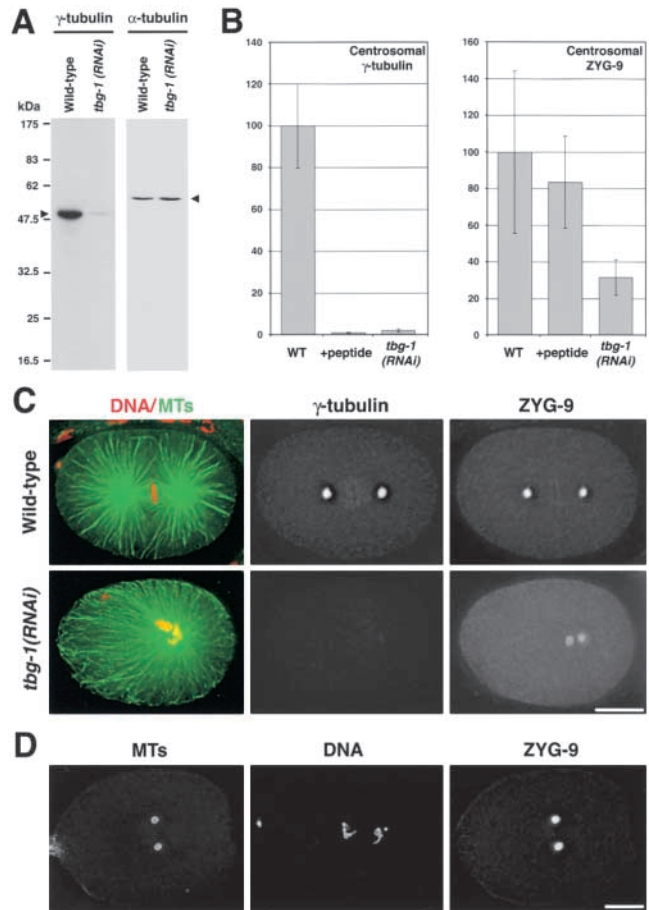 A
γ-tubulin α-tubulin
Wild-type
tbg-1 (RNAi)
Wild-type
tbg-1 (RNAi)
kDa
175
83
62
47.5
32.5
25
16.5
B
Centrosomal
γ-tubulin
140
120
100
80
60
40
20
0
WT +peptide tbg-1
(RNAi)
Centrosomal
ZYG-9
160
140
120
100
80
60
40
20
0
WT +peptide tbg-1
(RNAi)
C
DNA/MTs γ-tubulin ZYG-9
Wild-type
tbg-1(RNAi)
D
MTs DNA ZYG-9